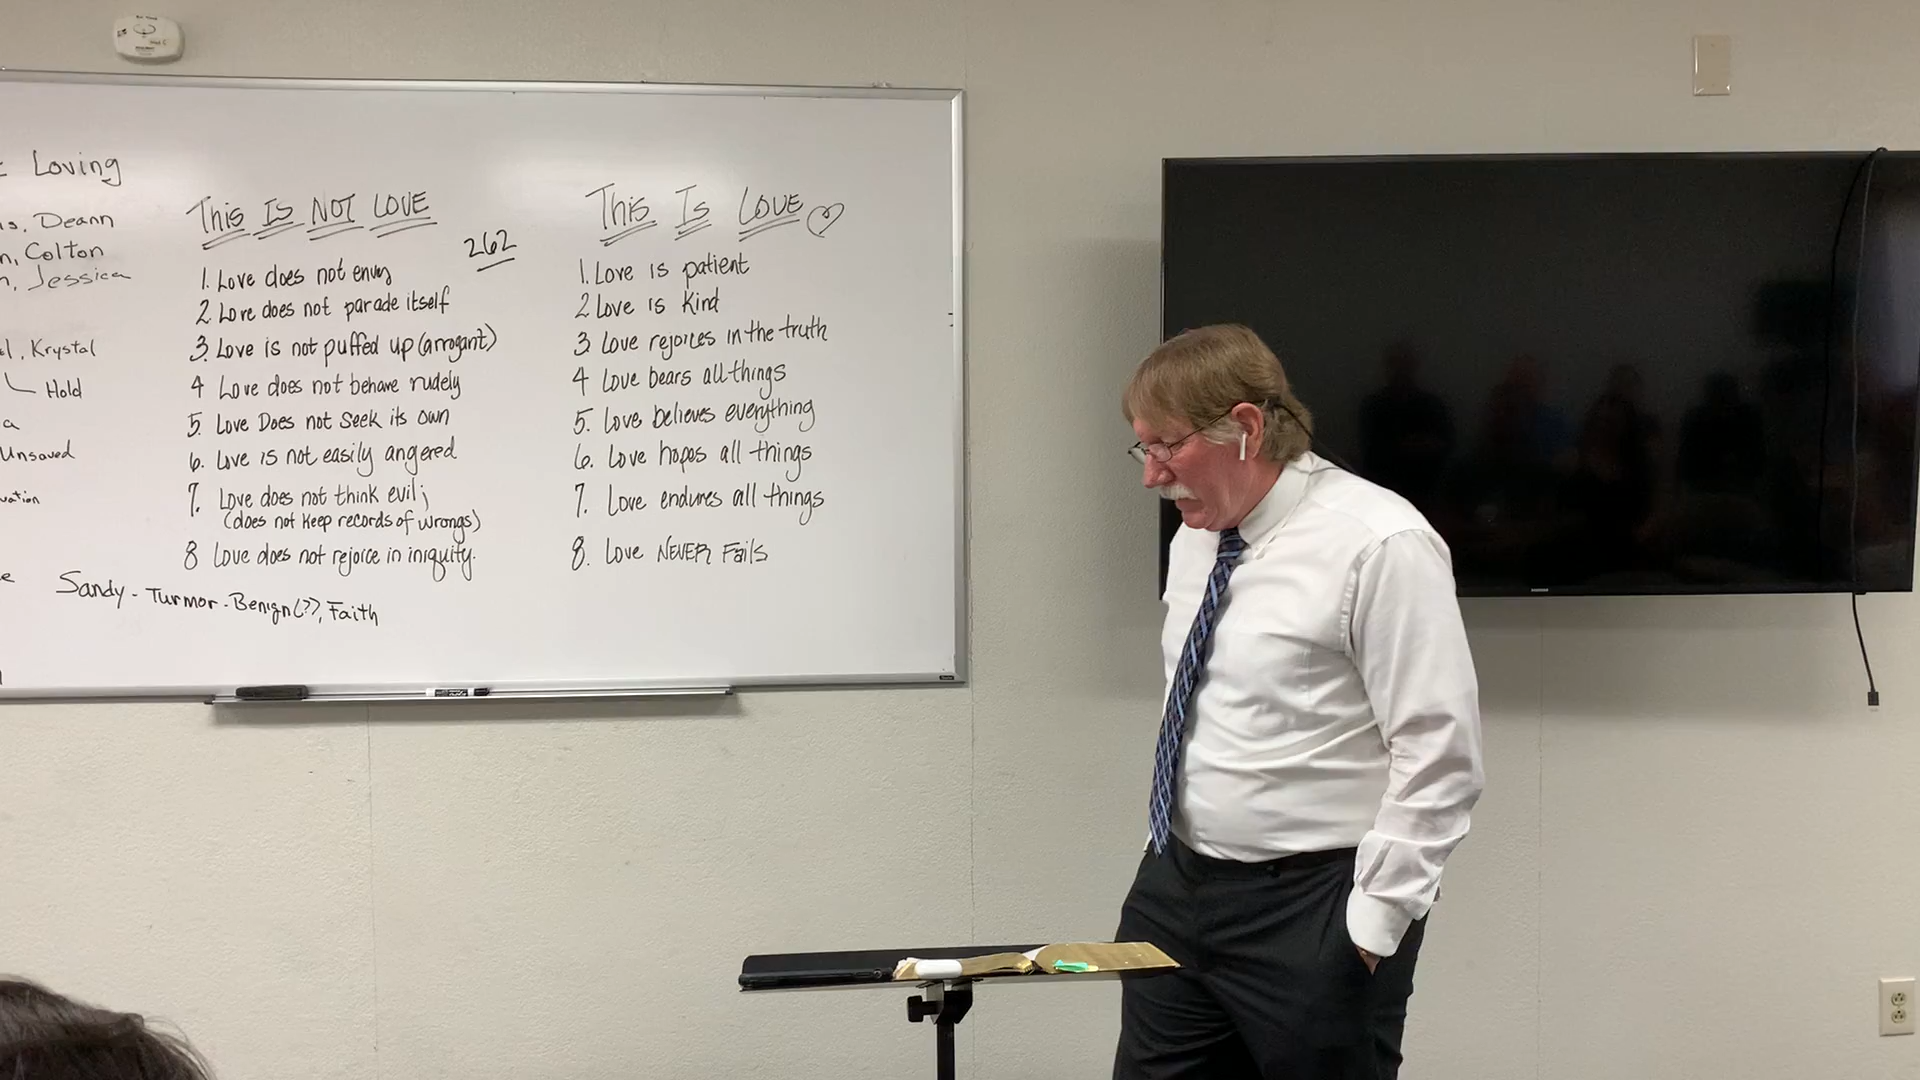 Loving
Deann
Colton
Jessica
Krystal
Hold
Unsaved
THIS IS NOT LOVE
262
1. Love does not envy
2. Love does not parade itself
3. Love is not puffed up (arrogant)
4 Love does not behave rudely
5. Love Does not seek its own
6. Love is not easily angered
7. Love does not think evil;
(does not keep records of wrongs)
8 Love does not rejoice in iniquity.
Sandy - Turmor - Benign(??), Faith
This Is LOVE
1. Love is patient
2 Love is Kind
3. Love rejoices in the truth
4 Love bears all things
5. Love believes everything
6. Love hopes all things
7. Love endures all things
8. Love NEVER Fails